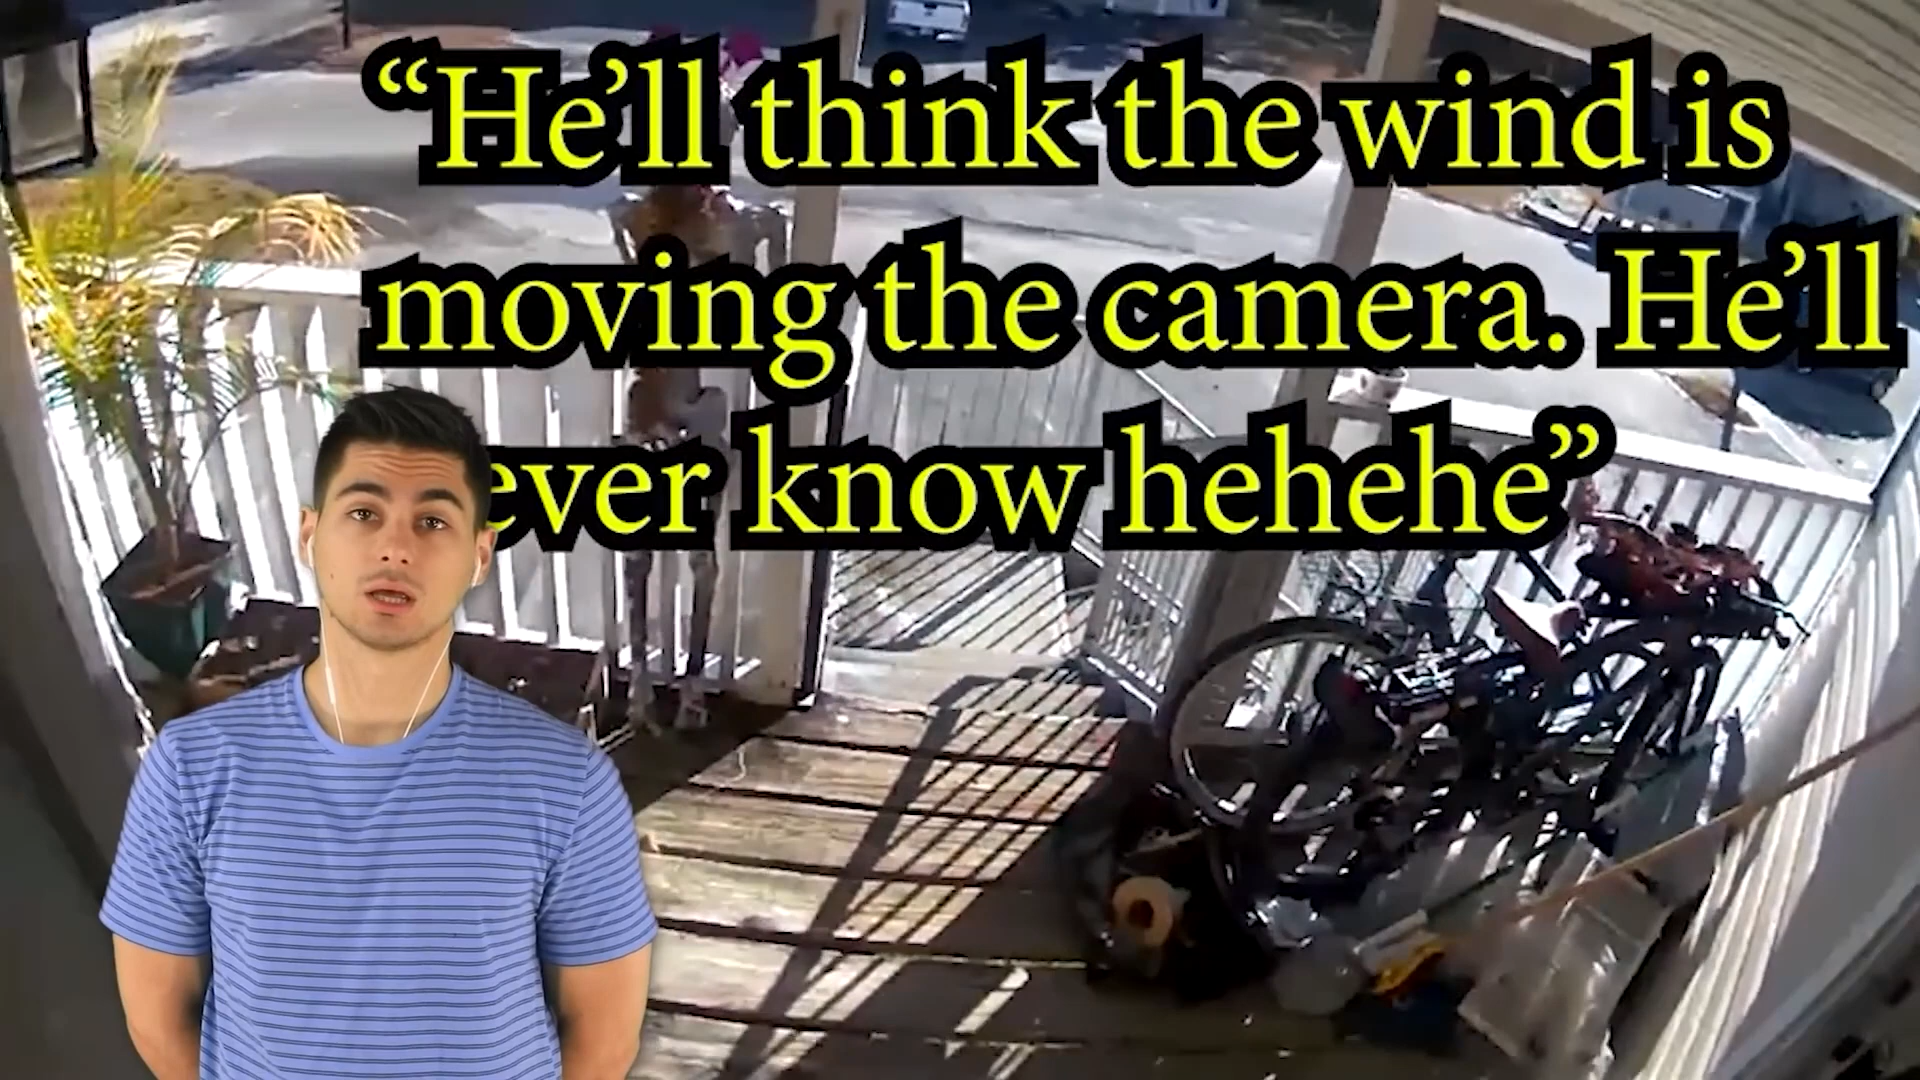 “He’ll think the wind is
moving the camera. He’ll
ever know hehehe”